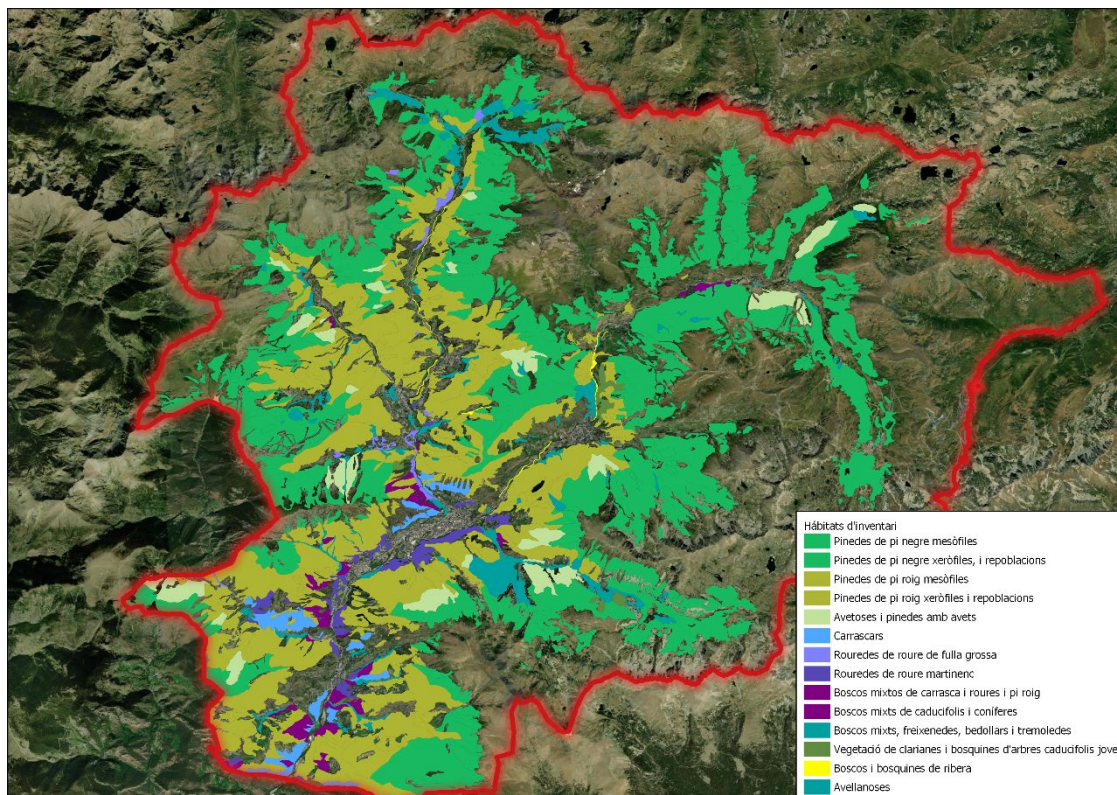 Hábitats d'inventari
Pinedes de pi negre mesòfiles
Pinedes de pi negre xeròfiles, i repoblacions
Pinedes de pi roig mesòfiles
Pinedes de pi roig xeròfiles i repoblacions
Avetoses i pinedes amb avets
Carrascars
Rouredes de roure de fulla grossa
Rouredes de roure martinenc
Boscos mixtos de carrasca i roures i pi roig
Boscos mixts de caducifolis i coníferes
Boscos mixts, freixenedes, bedollars i tremoledes
Vegetació de clarianes i bosquines d'arbres caducifolis jove
Boscos i bosquines de ribera
Avellanoses